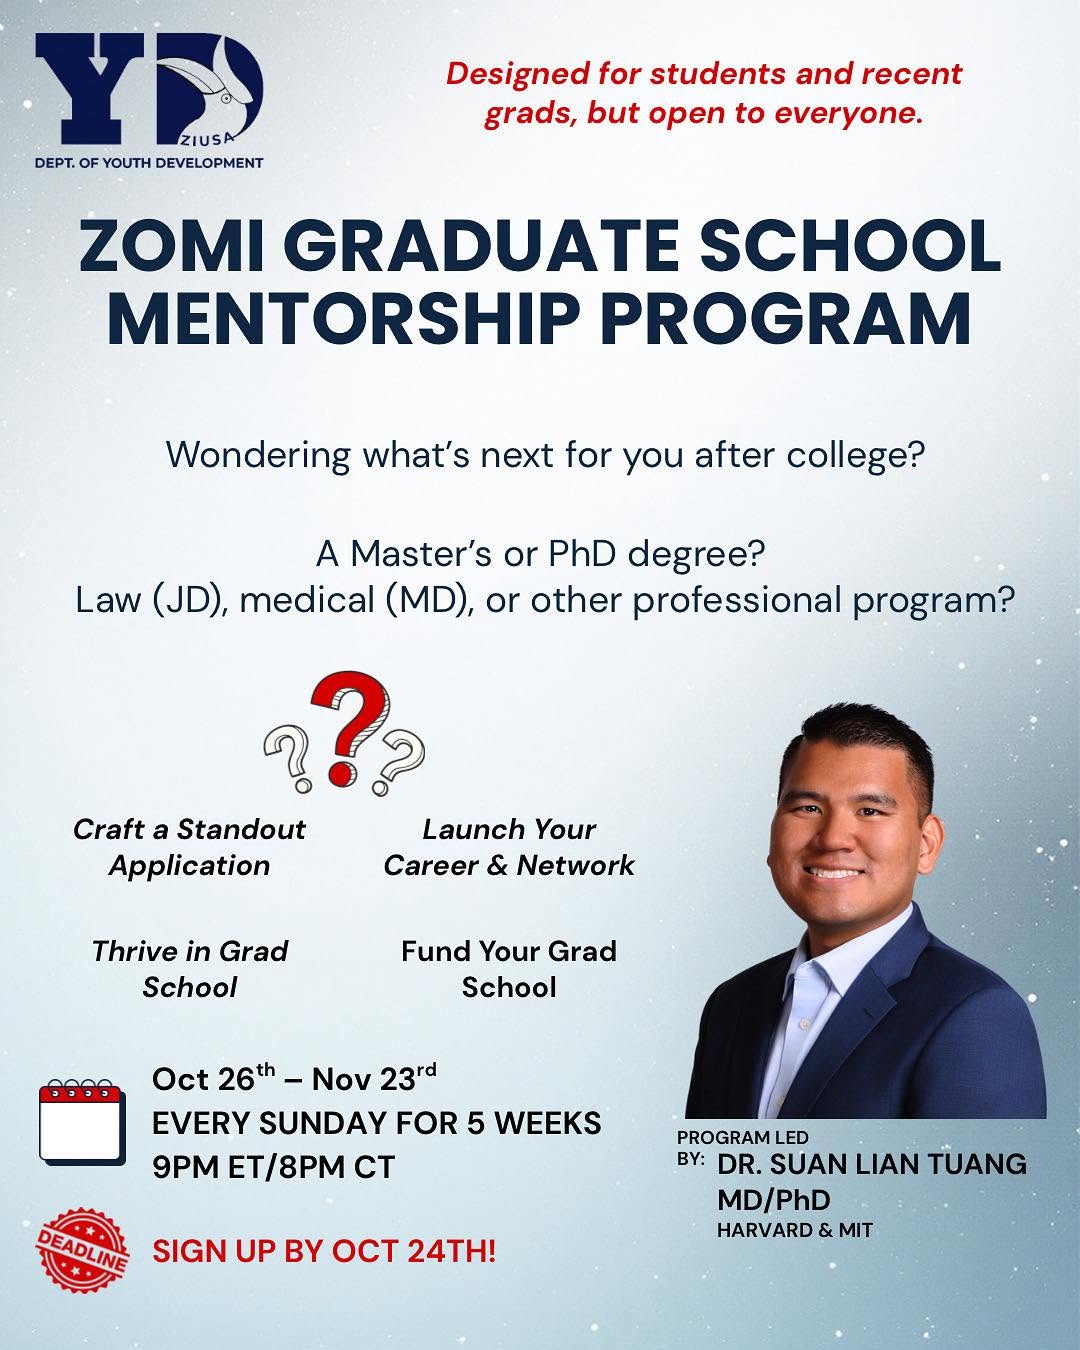 YD
ZIUSA
DEPT. OF YOUTH DEVELOPMENT
Designed for students and recent
grads, but open to everyone.
ZOMI GRADUATE SCHOOL
MENTORSHIP PROGRAM
Wondering what's next for you after college?
A Master's or PhD degree?
Law (JD), medical (MD), or other professional program?
Craft a Standout
Application
Launch Your
Career & Network
Thrive in Grad
School
Fund Your Grad
School
Oct 26th – Nov 23rd
EVERY SUNDAY FOR 5 WEEKS
9PM ET/8PM CT
DEADLINE
SIGN UP BY OCT 24TH!
PROGRAM LED
BY: DR. SUAN LIAN TUANG
MD/PhD
HARVARD & MIT